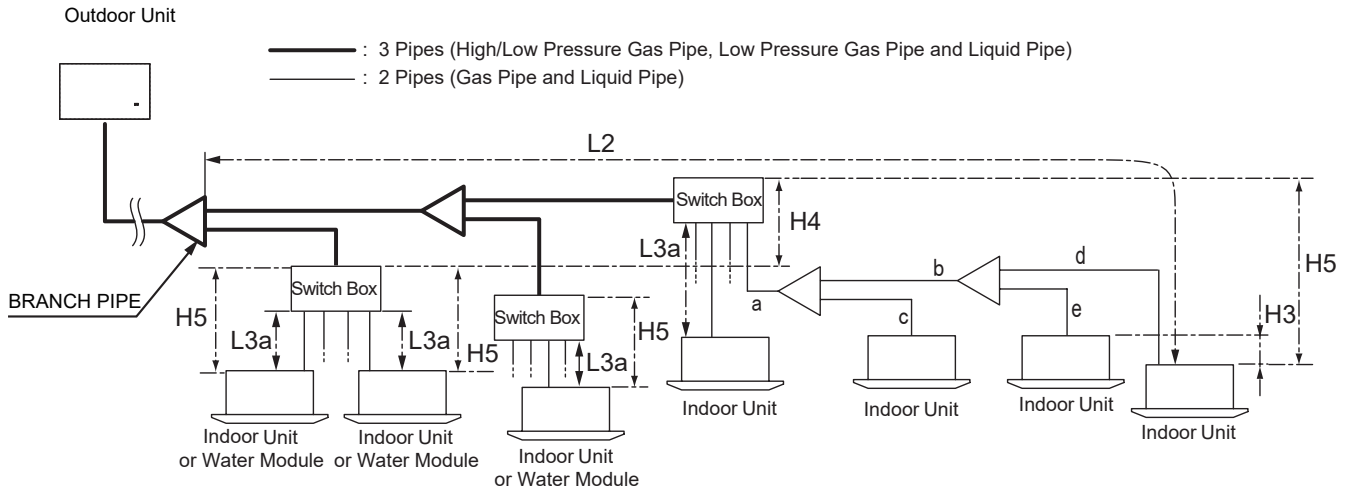 Outdoor Unit
: 3 Pipes (High/Low Pressure Gas Pipe, Low Pressure Gas Pipe and Liquid Pipe)
: 2 Pipes (Gas Pipe and Liquid Pipe)
L2
Switch Box
H4
L3a
H5
b
d
BRANCH PIPE
Switch Box
a
H5
Switch Box
c
e
H3
L3a
L3a
H5
H5
L3a
Indoor Unit
Indoor Unit
Indoor Unit
Indoor Unit
Indoor Unit
or Water Module
Indoor Unit
or Water Module
Indoor Unit
or Water Module